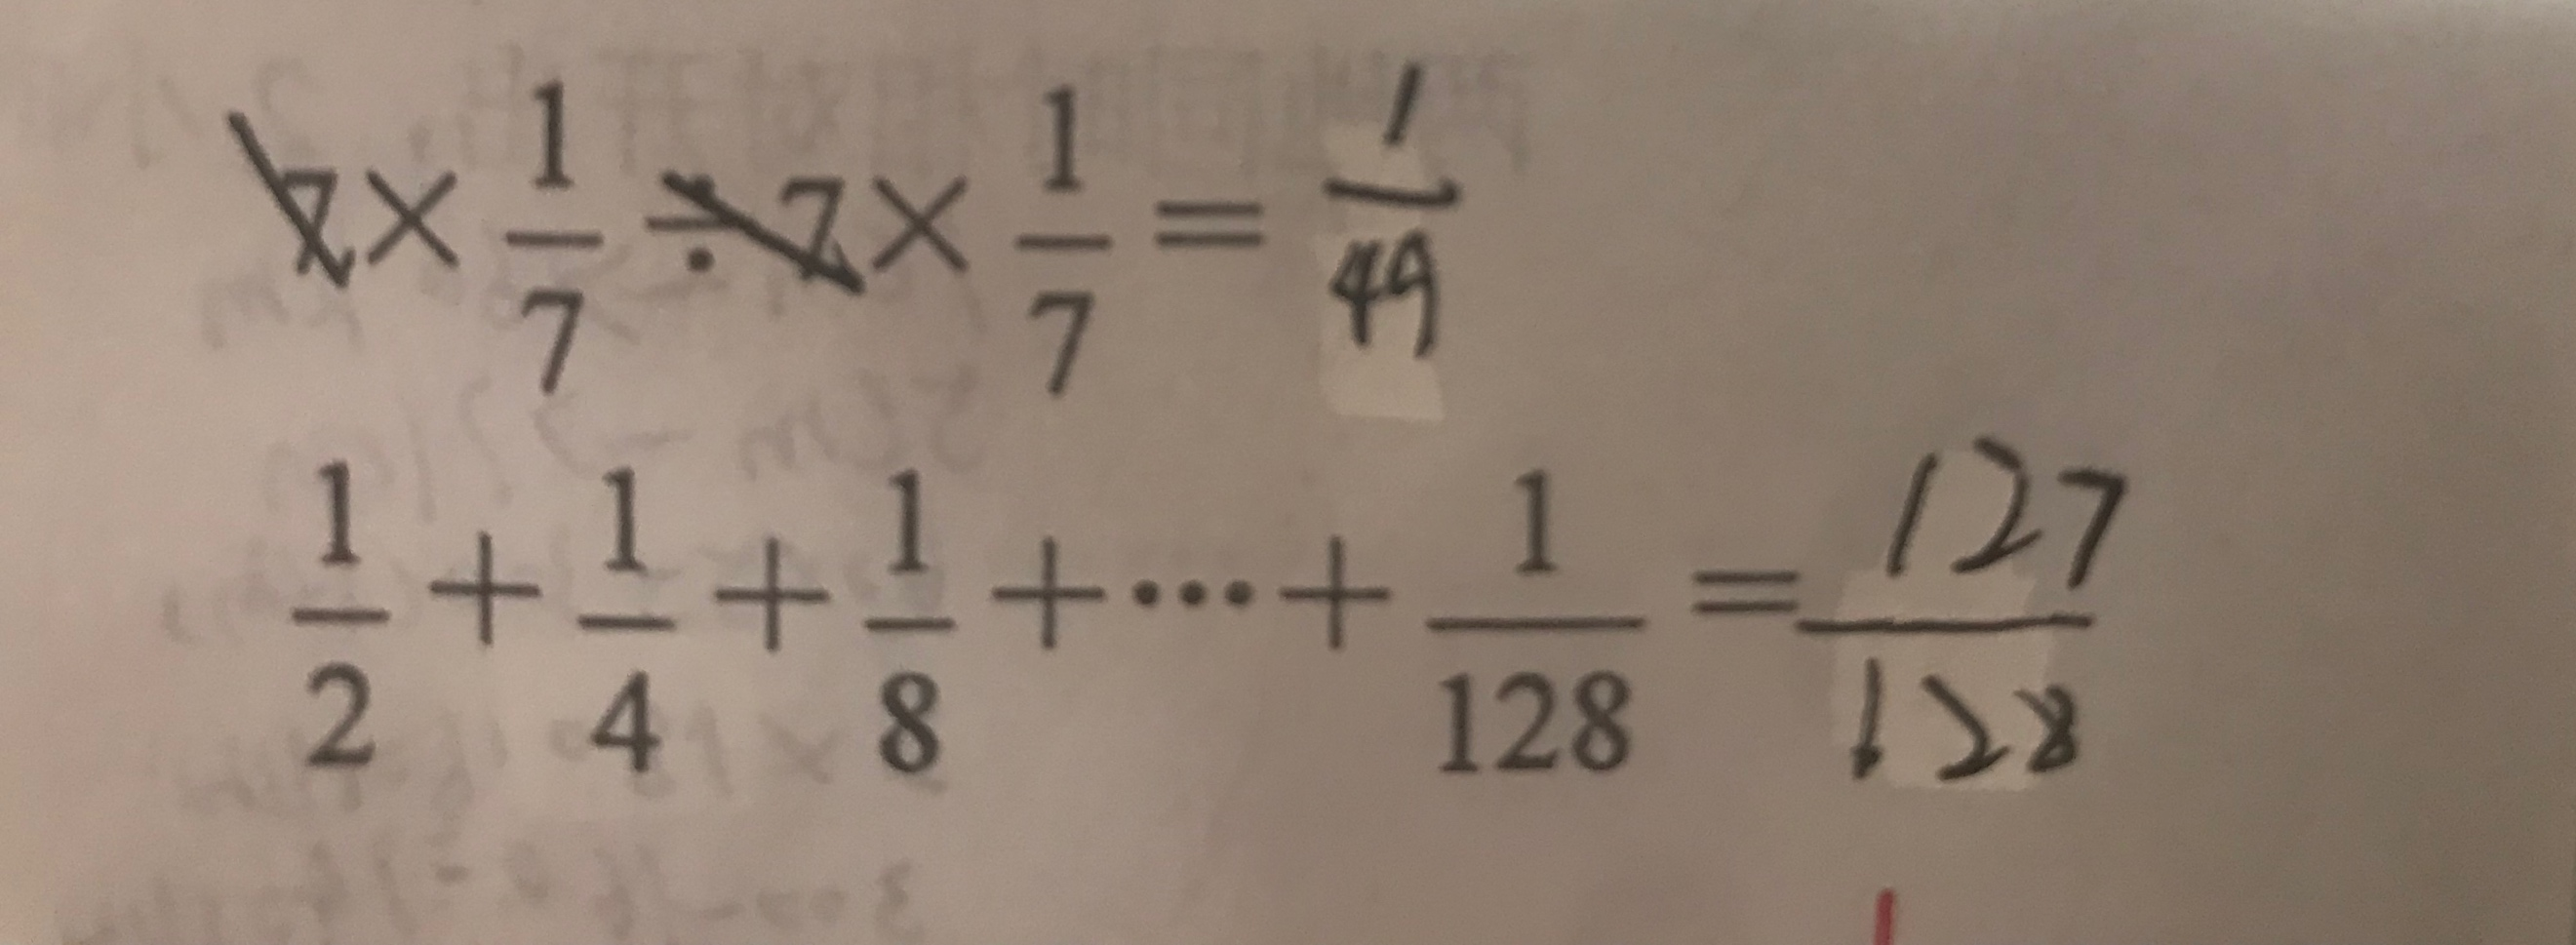 7 × 1/7 ÷ 7 × 1/7 = 1/49
1/2 + 1/4 + 1/8 + ··· + 1/128 = 127/128